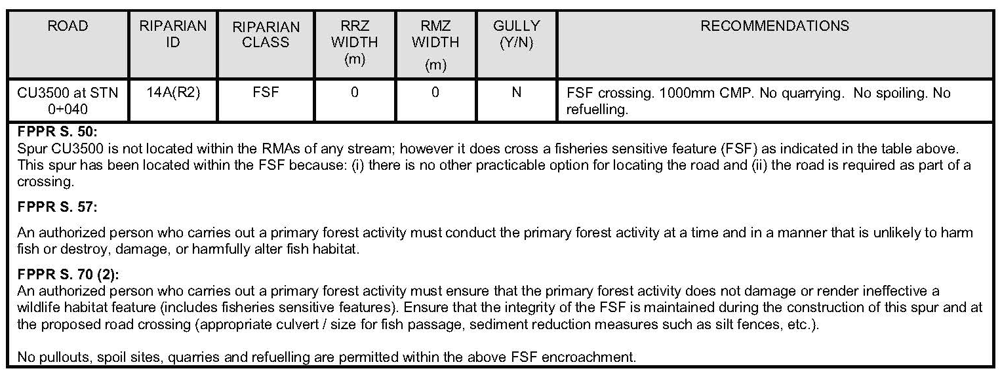 ROAD
RIPARIAN
ID
RIPARIAN
CLASS
RRZ
WIDTH
(m)
RMZ
WIDTH
(m)
GULLY
(Y/N)
RECOMMENDATIONS
CU3500 at STN
0+040
14A(R2)
FSF
0
0
N
FSF crossing. 1000mm CMP. No quarrying.  No spoiling. No
refuelling.
FPPR S. 50:
Spur CU3500 is not located within the RMAs of any stream; however it does cross a fisheries sensitive feature (FSF) as indicated in the table above.
This spur has been located within the FSF because: (i) there is no other practicable option for locating the road and (ii) the road is required as part of a
crossing.
FPPR S. 57:
An authorized person who carries out a primary forest activity must conduct the primary forest activity at a time and in a manner that is unlikely to harm
fish or destroy, damage, or harmfully alter fish habitat.
FPPR S. 70 (2):
An authorized person who carries out a primary forest activity must ensure that the primary forest activity does not damage or render ineffective a
wildlife habitat feature (includes fisheries sensitive features). Ensure that the integrity of the FSF is maintained during the construction of this spur and at
the proposed road crossing (appropriate culvert / size for fish passage, sediment reduction measures such as silt fences, etc.).
No pullouts, spoil sites, quarries and refuelling are permitted within the above FSF encroachment.